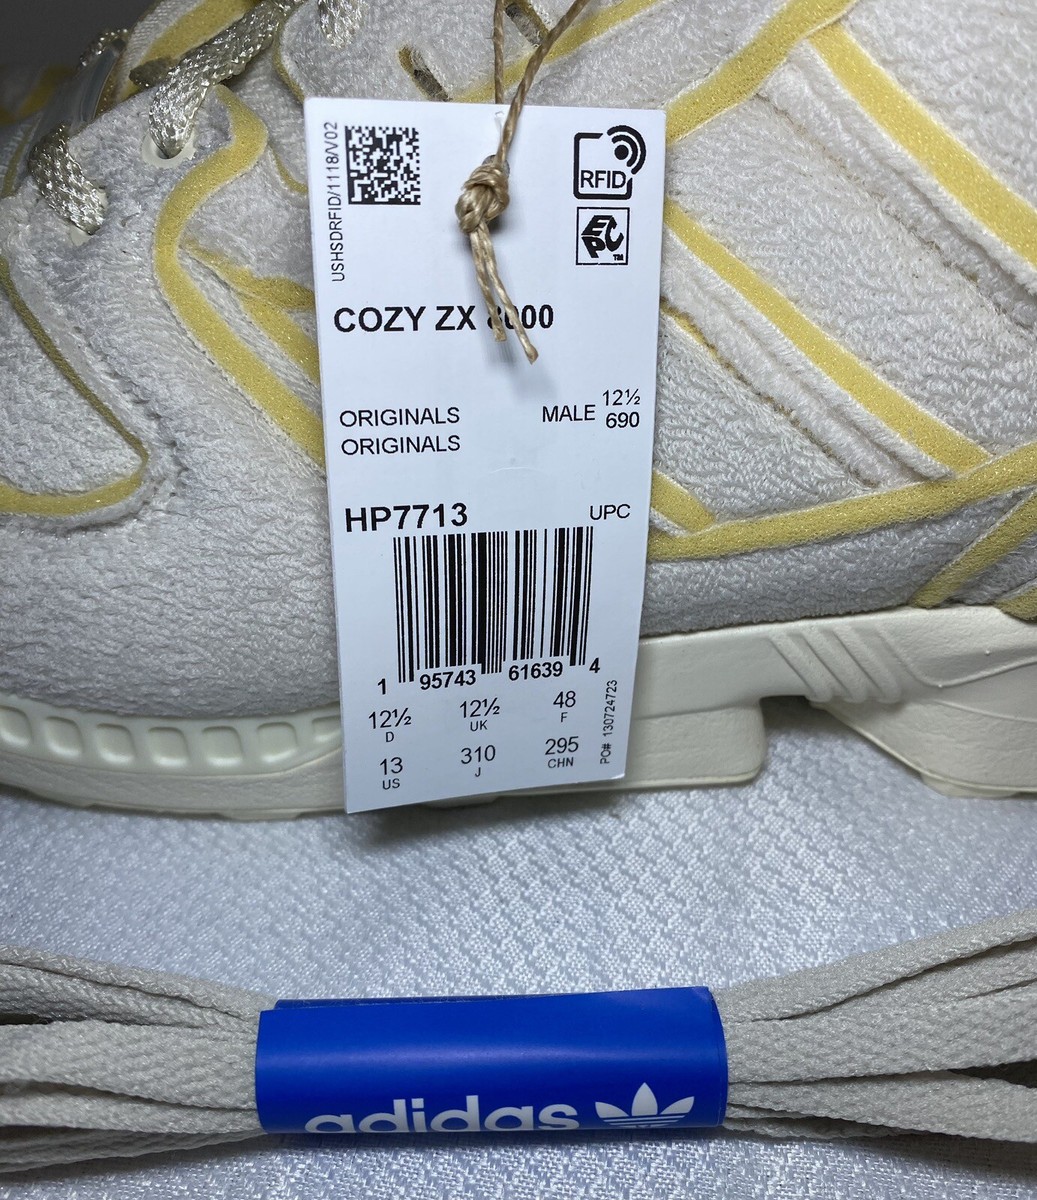 USHSDRFID/1118/V02
RFID
EPC™
COZY ZX 8000
ORIGINALS
MALE 12½
690
ORIGINALS
HP7713
UPC
1 95743 61639 4
12½ 12½ 48
D UK F
13 310 295
US J CHN
PO# 130724723
adidas